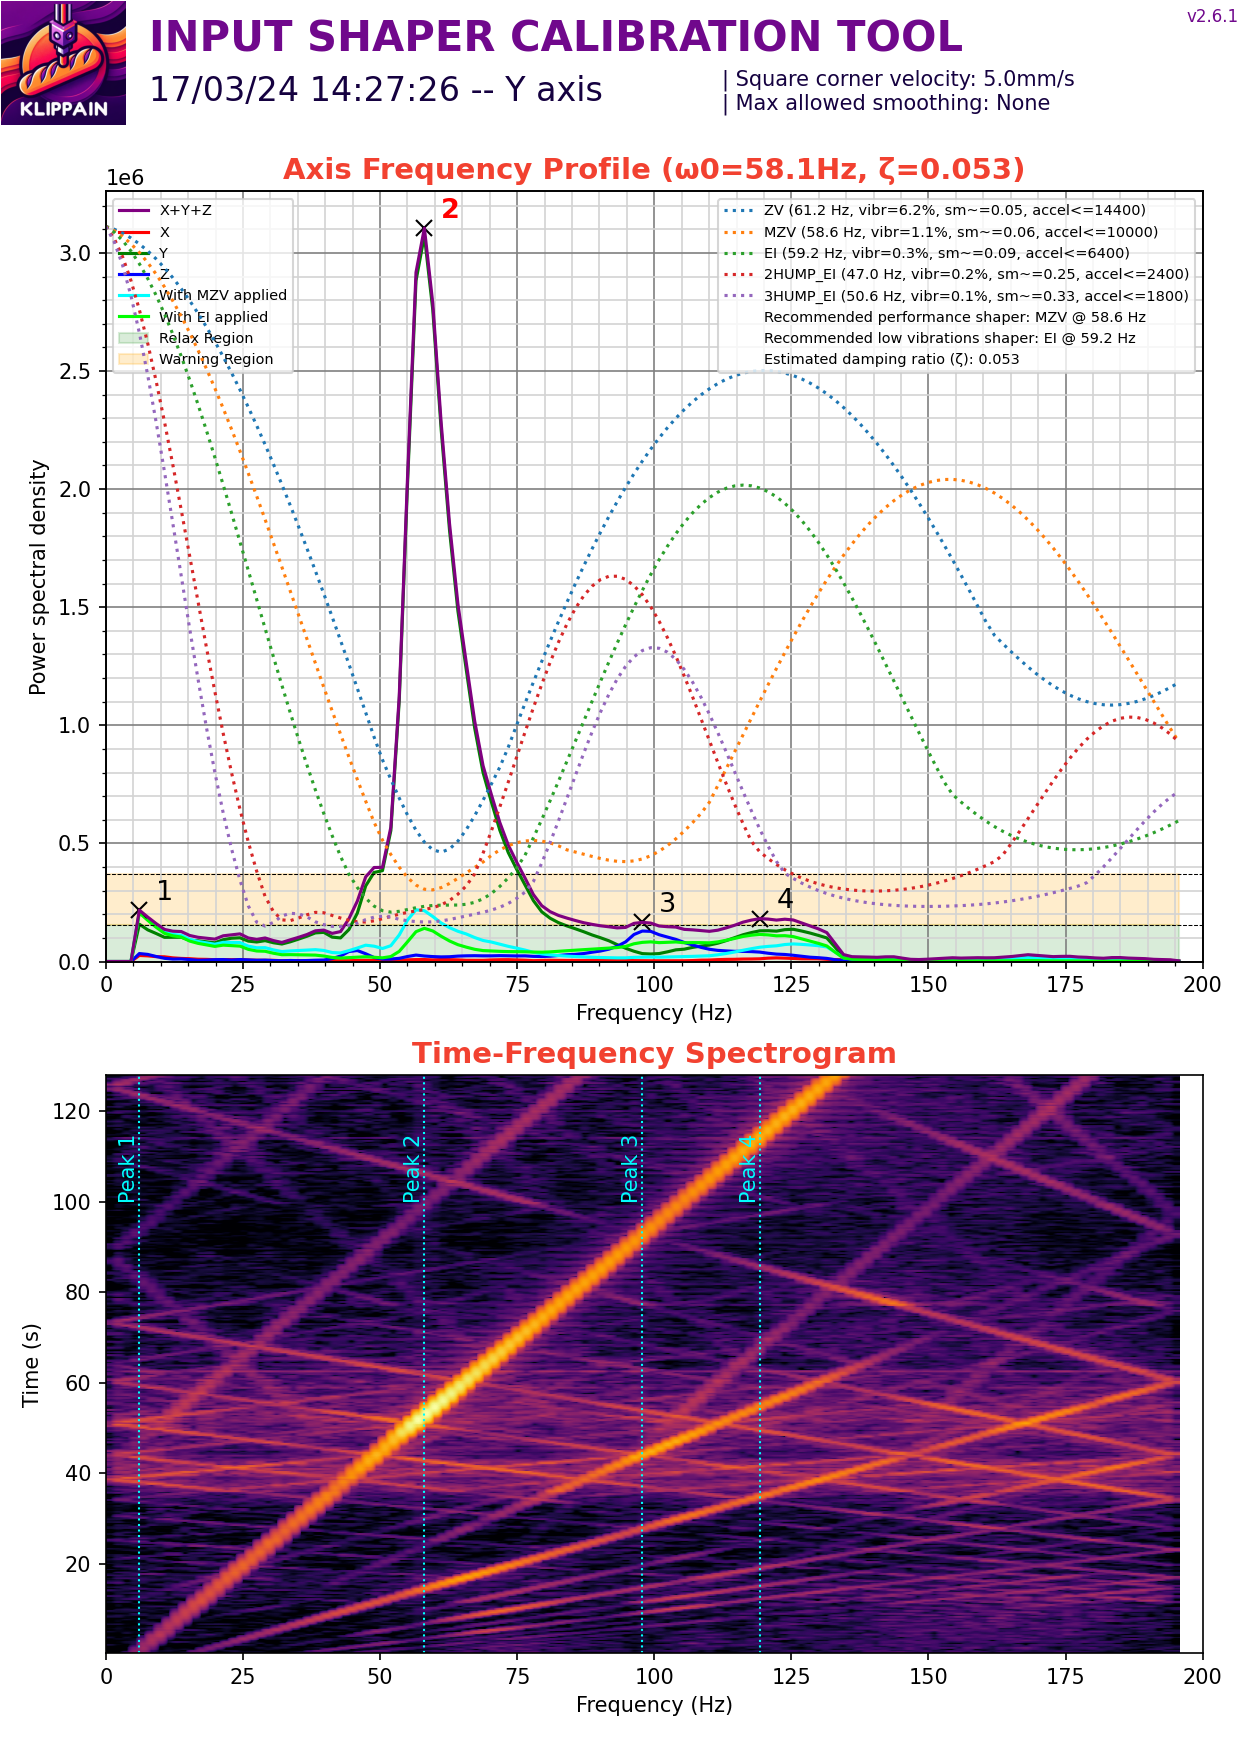 v2.6.1
INPUT SHAPER CALIBRATION TOOL
17/03/24 14:27:26 -- Y axis
| Square corner velocity: 5.0mm/s
| Max allowed smoothing: None
KLIPPAIN
Axis Frequency Profile (ω0=58.1Hz, ζ=0.053)
1e6
X+Y+Z
X
Y
Z
With MZV applied
With EI applied
Relax Region
Warning Region
ZV (61.2 Hz, vibr=6.2%, sm~=0.05, accel<=14400)
MZV (58.6 Hz, vibr=1.1%, sm~=0.06, accel<=10000)
EI (59.2 Hz, vibr=0.3%, sm~=0.09, accel<=6400)
2HUMP_EI (47.0 Hz, vibr=0.2%, sm~=0.25, accel<=2400)
3HUMP_EI (50.6 Hz, vibr=0.1%, sm~=0.33, accel<=1800)
Recommended performance shaper: MZV @ 58.6 Hz
Recommended low vibrations shaper: EI @ 59.2 Hz
Estimated damping ratio (ζ): 0.053
2
1
3
4
3.0
2.5
2.0
1.5
1.0
0.5
0.0
Power spectral density
0 25 50 75 100 125 150 175 200
Frequency (Hz)
Time-Frequency Spectrogram
Peak 1
Peak 2
Peak 3
Peak 4
120
100
80
60
40
20
Time (s)
0 25 50 75 100 125 150 175 200
Frequency (Hz)